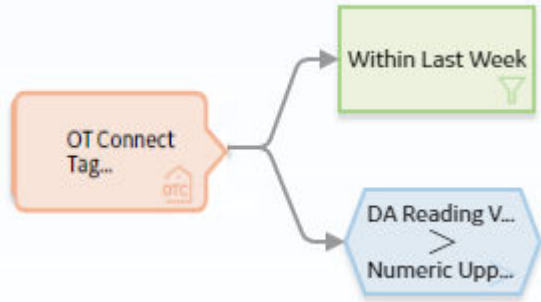 Within Last Week
OT Connect
Tag...
OTC
DA Reading V...
>
Numeric Upp...